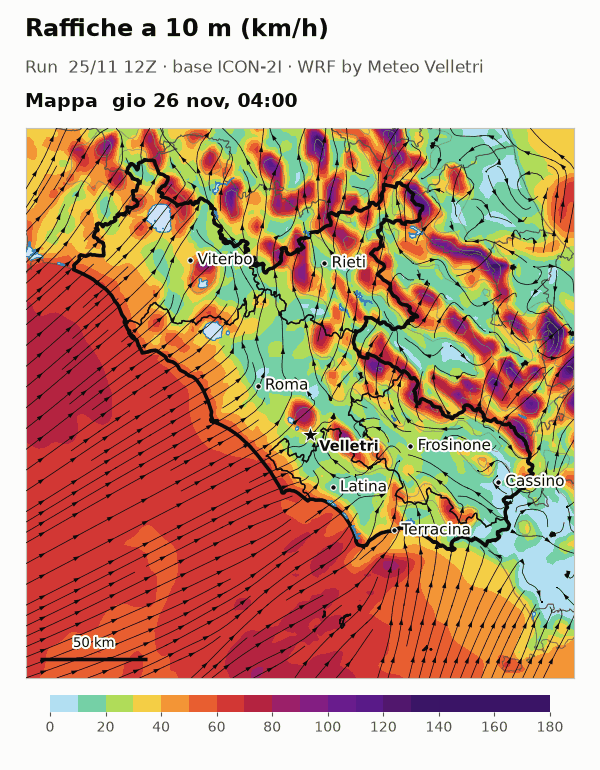 Raffiche a 10 m (km/h)
Run  25/11 12Z · base ICON-2I · WRF by Meteo Velletri
Mappa  gio 26 nov, 04:00
Viterbo
Rieti
Roma
Velletri
Frosinone
Latina
Cassino
Terracina
50 km
0 20 40 60 80 100 120 140 160 180